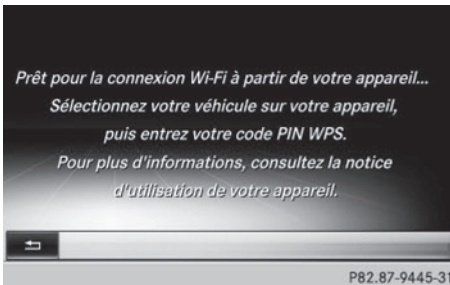 Prêt pour la connexion Wi-Fi à partir de votre appareil...
Sélectionnez votre véhicule sur votre appareil,
puis entrez votre code PIN WPS.
Pour plus d'informations, consultez la notice
d'utilisation de votre appareil.
P82.87-9445-31